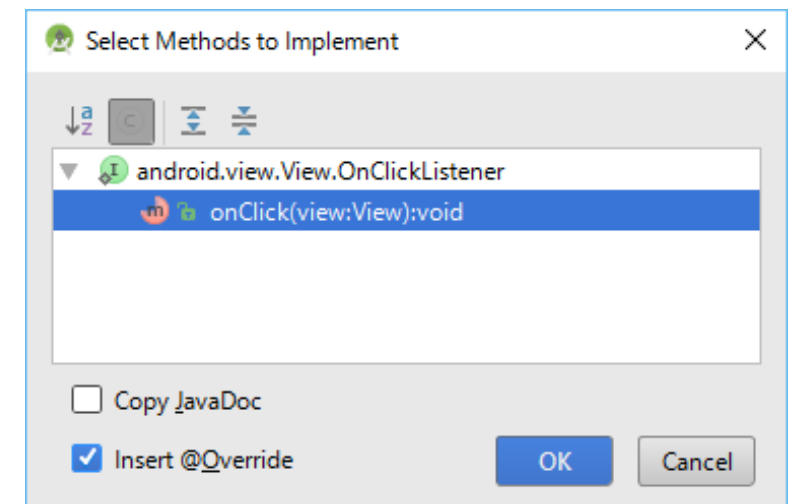 Select Methods to Implement
android.view.View.OnClickListener
onClick(view:View):void
Copy JavaDoc
Insert @Override
OK
Cancel